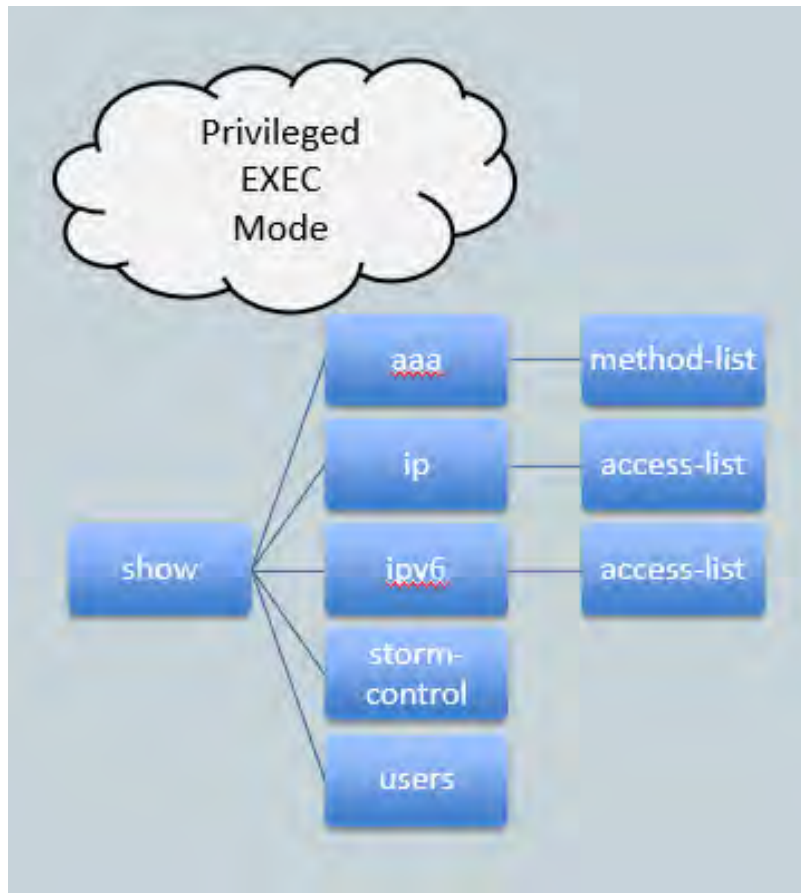 Privileged
EXEC
Mode
show
aaa
method-list
ip
access-list
ipv6
access-list
storm-
control
users